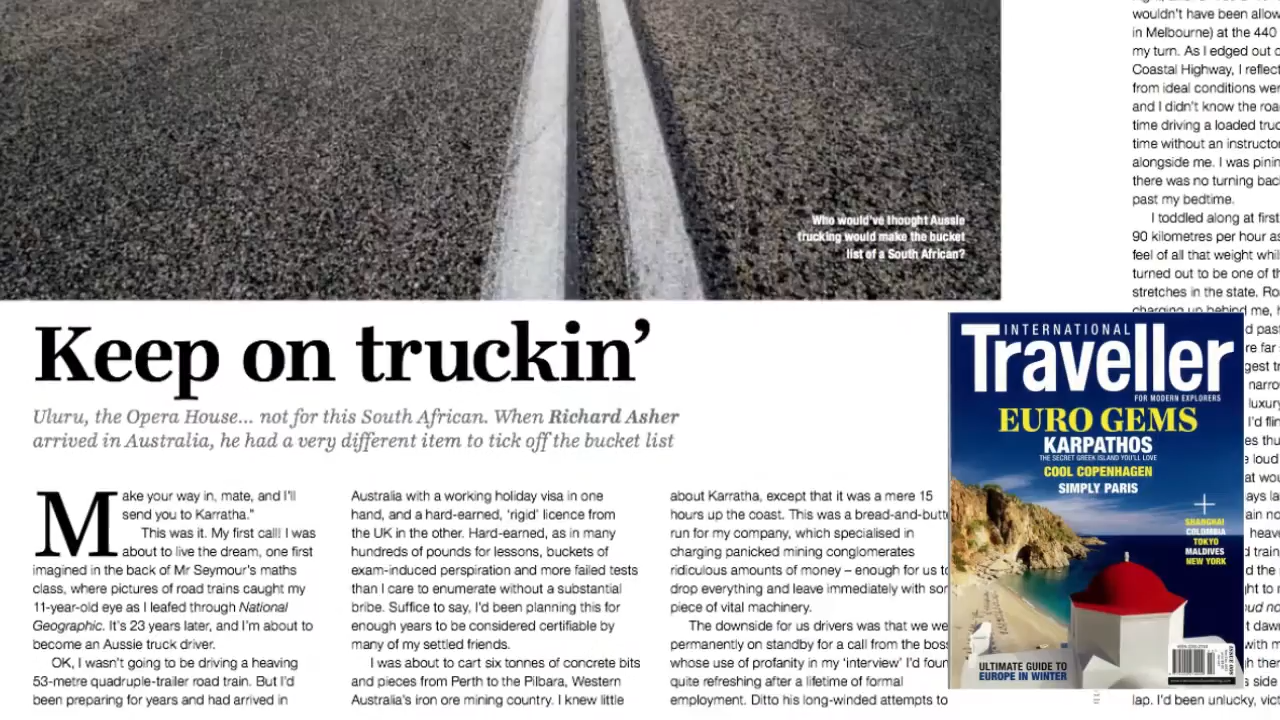 Who would've thought Aussie
trucking would make the bucket
list of a South African?
Keep on truckin'
Uluru, the Opera House... not for this South African. When Richard Asher
arrived in Australia, he had a very different item to tick off the bucket list
Make your way in, mate, and I'll
send you to Karratha."
This was it. My first call! I was
about to live the dream, one first
imagined in the back of Mr Seymour's maths
class, where pictures of road trains caught my
11-year-old eye as I leafed through National
Geographic. It's 23 years later, and I'm about to
become an Aussie truck driver.
OK, I wasn't going to be driving a heaving
53-metre quadruple-trailer road train. But I'd
been preparing for years and had arrived in
Australia with a working holiday visa in one
hand, and a hard-earned, 'rigid' licence from
the UK in the other. Hard-earned, as in many
hundreds of pounds for lessons, buckets of
exam-induced perspiration and more failed tests
than I care to enumerate without a substantial
bribe. Suffice to say, I'd been planning this for
enough years to be considered certifiable by
many of my settled friends.
I was about to cart six tonnes of concrete bits
and pieces from Perth to the Pilbara, Western
Australia's iron ore mining country. I knew little
about Karratha, except that it was a mere 15
hours up the coast. This was a bread-and-butt
run for my company, which specialised in
charging panicked mining conglomerates
ridiculous amounts of money – enough for us to
drop everything and leave immediately with so
piece of vital machinery.
The downside for us drivers was that we we
permanently on standby for a call from the boss
whose use of profanity in my 'interview' I'd foun
quite refreshing after a lifetime of formal
employment. Ditto his long-winded attempts to
wouldn't have been allow
in Melbourne) at the 440
my turn. As I edged out o
Coastal Highway, I reflect
from ideal conditions wer
and I didn't know the roa
time driving a loaded truc
time without an instructor
alongside me. I was pinin
there was no turning back
past my bedtime.
I toddled along at first
90 kilometres per hour as
feel of all that weight whil
turned out to be one of th
stretches in the state. Ro
charging up behind me, h
lap. I'd been unlucky, vic
INTERNATIONAL
Traveller
FOR MODERN EXPLORERS
EURO GEMS
KARPATHOS
THE SECRET GREEK ISLAND YOU'LL LOVE
COOL COPENHAGEN
SIMPLY PARIS
+
SHANGHAI
COLOMBIA
TOKYO
MALDIVES
NEW YORK
ULTIMATE GUIDE TO
EUROPE IN WINTER